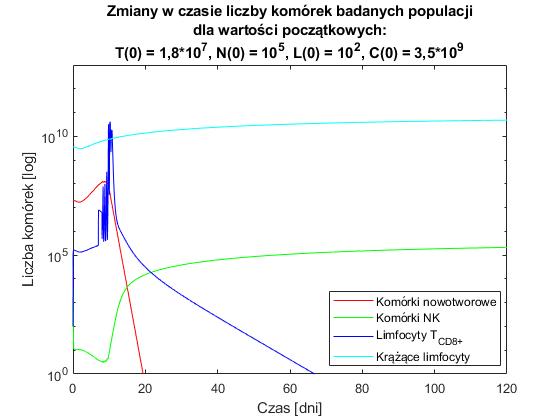 Zmiany w czasie liczby komórek badanych populacji
dla wartości początkowych:
T(0) = 1,8*10^7, N(0) = 10^5, L(0) = 10^2, C(0) = 3,5*10^9
10^10
10^5
10^0
Liczba komórek [log]
0 20 40 60 80 100 120
Czas [dni]
Komórki nowotworowe
Komórki NK
Limfocyty T_CD8+
Krążące limfocyty